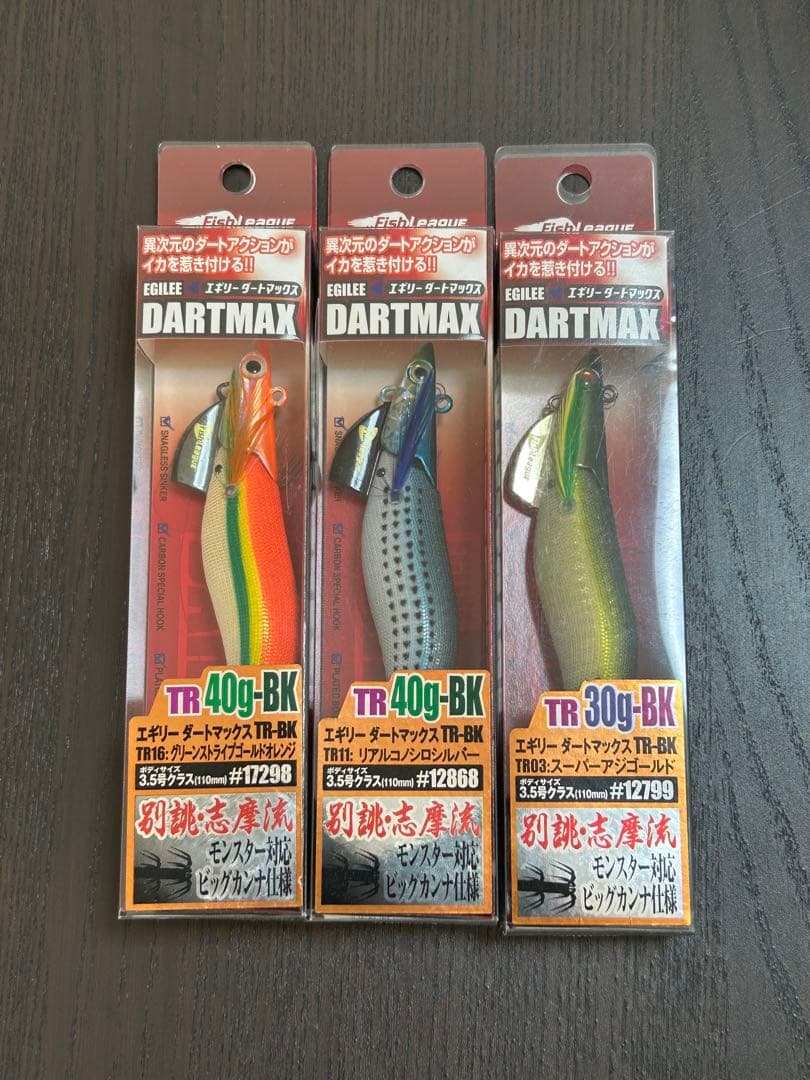 FishLeague
異次元のダートアクションが
イカを惹き付ける!!
EGILEE エギリーダートマックス
DARTMAX
FishLeague
SNAGLESS SINKER
CARBON SPECIAL HOOK
TR 40g-BK
エギリー ダートマックス TR-BK
TR16:グリーンストライプゴールドオレンジ
ボディサイズ
3.5号クラス(110mm) #17298
別誂・志摩流
モンスター対応
ビッグカンナ仕様
FishLeague
異次元のダートアクションが
イカを惹き付ける!!
EGILEE エギリーダートマックス
DARTMAX
SNAGLESS SINKER
CARBON SPECIAL HOOK
TR 40g-BK
エギリー ダートマックス TR-BK
TR11:リアルコノシロシルバー
ボディサイズ
3.5号クラス(110mm) #12868
別誂・志摩流
モンスター対応
ビッグカンナ仕様
FishLeague
異次元のダートアクションが
イカを惹き付ける!!
EGILEE エギリーダートマックス
DARTMAX
FishLeague
TR 30g-BK
エギリー ダートマックス TR-BK
TR03:スーパーアジゴールド
ボディサイズ
3.5号クラス(110mm) #12799
別誂・志摩流
モンスター対応
ビッグカンナ仕様